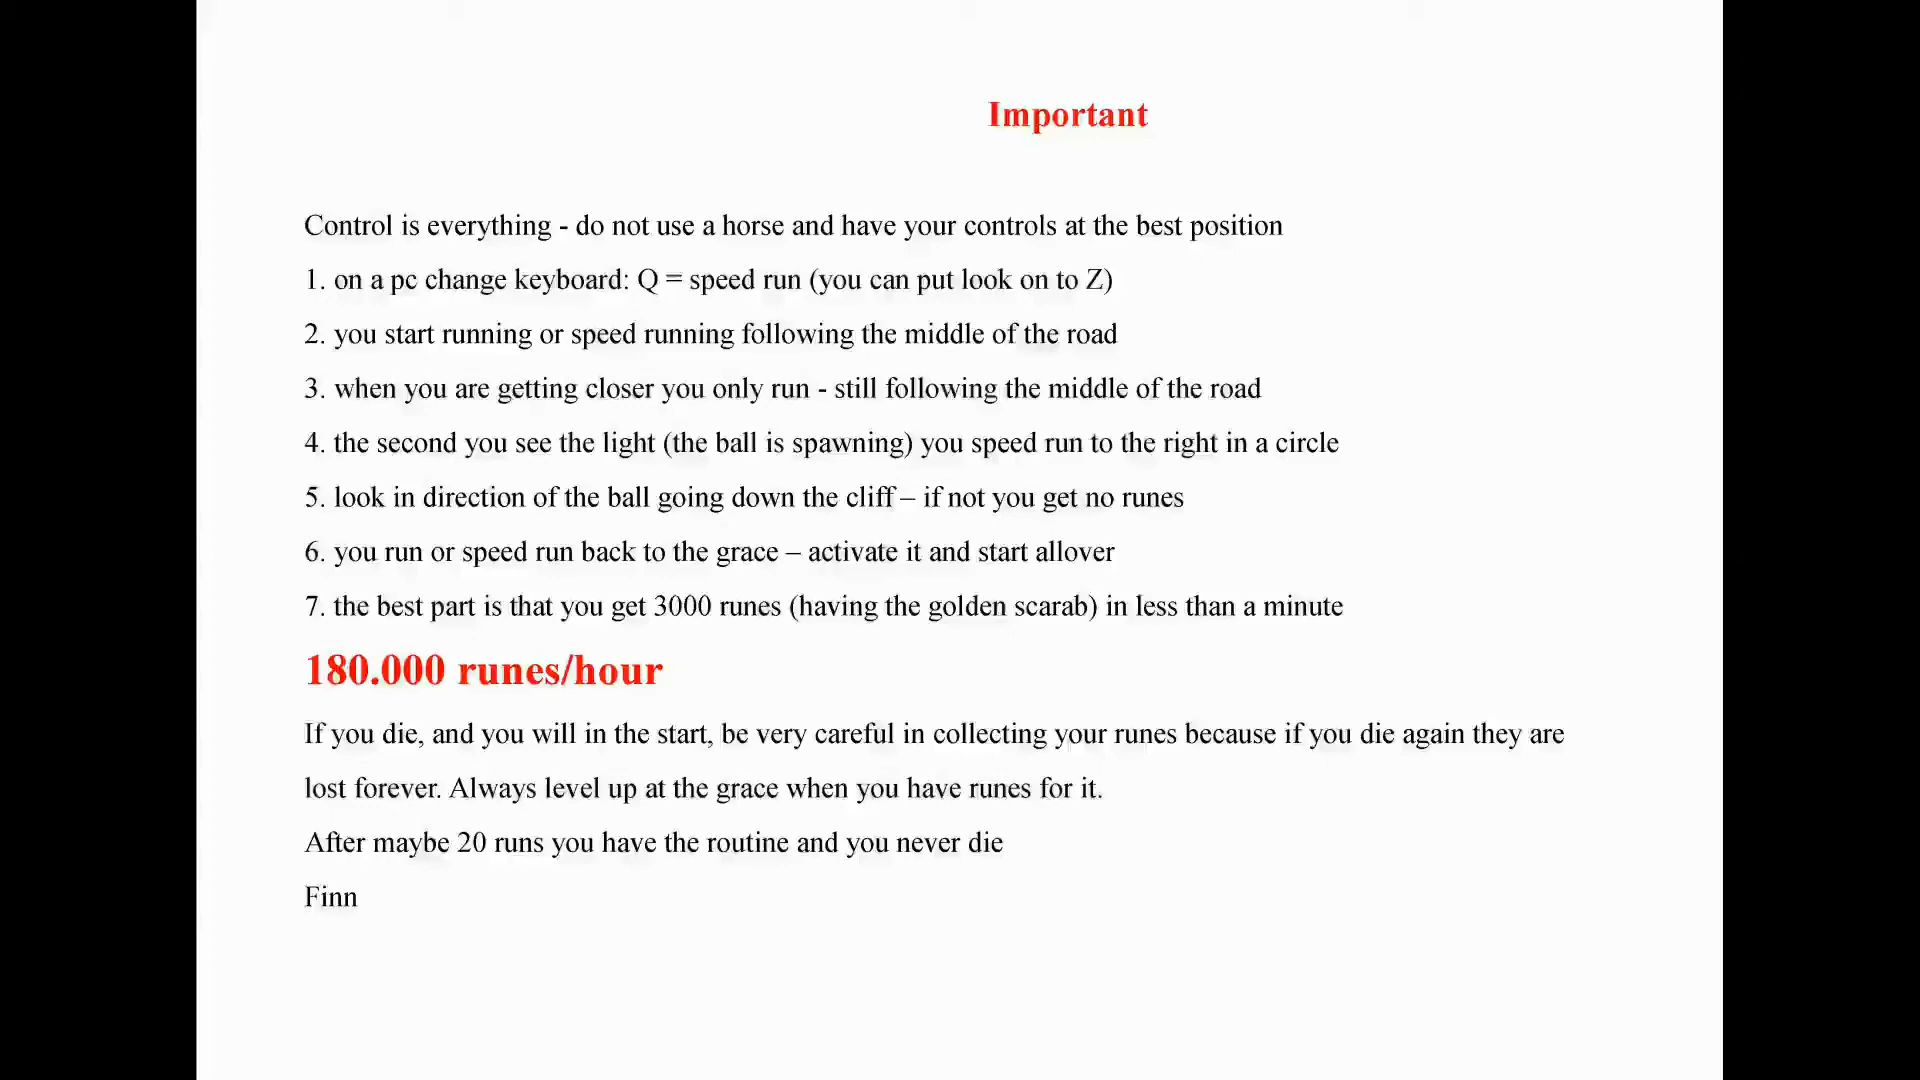 Important
Control is everything - do not use a horse and have your controls at the best position
1. on a pc change keyboard: Q = speed run (you can put look on to Z)
2. you start running or speed running following the middle of the road
3. when you are getting closer you only run - still following the middle of the road
4. the second you see the light (the ball is spawning) you speed run to the right in a circle
5. look in direction of the ball going down the cliff – if not you get no runes
6. you run or speed run back to the grace – activate it and start allover
7. the best part is that you get 3000 runes (having the golden scarab) in less than a minute
180.000 runes/hour
If you die, and you will in the start, be very careful in collecting your runes because if you die again they are
lost forever. Always level up at the grace when you have runes for it.
After maybe 20 runs you have the routine and you never die
Finn